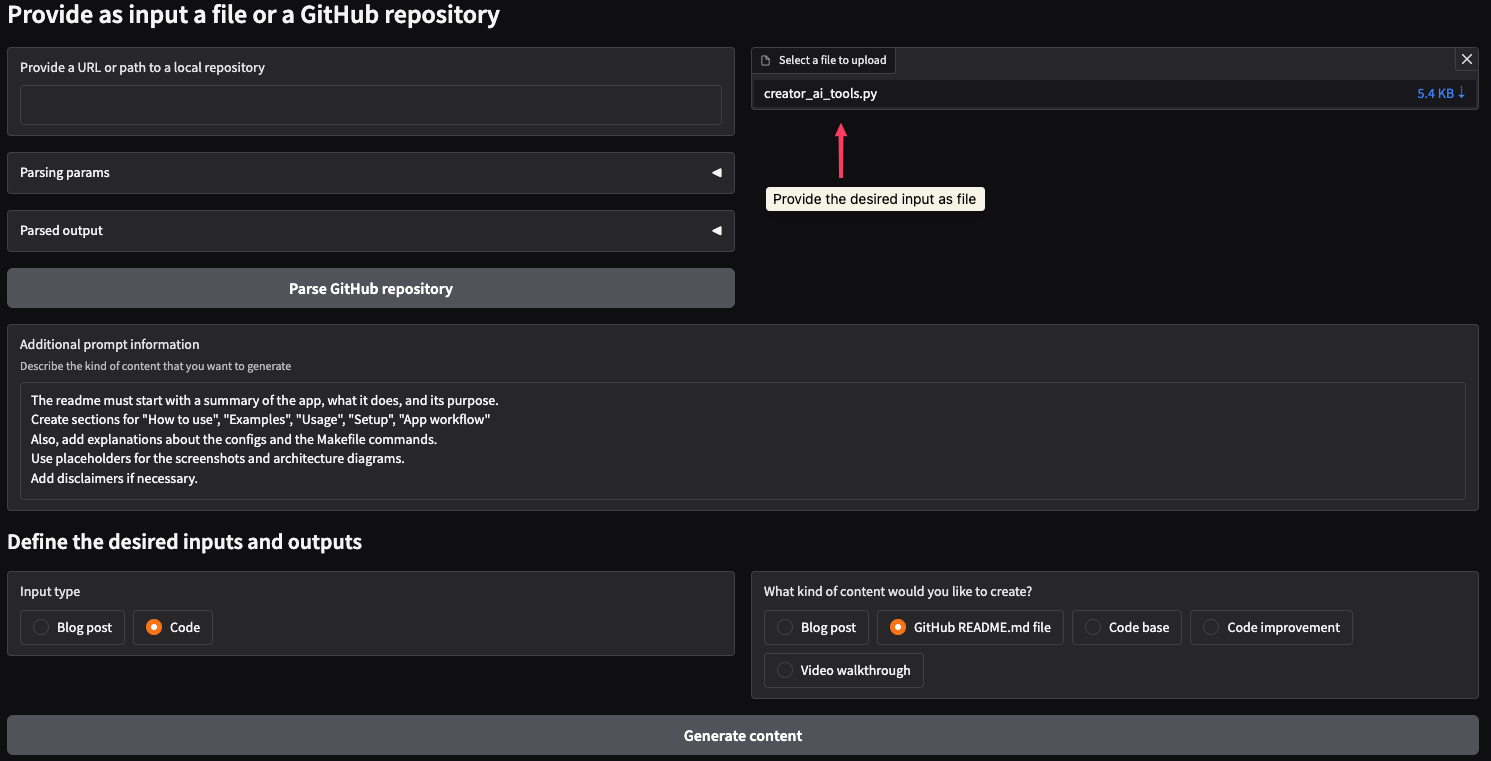 Provide as input a file or a GitHub repository
Provide a URL or path to a local repository
Select a file to upload
creator_ai_tools.py
5.4 KB ↓
Provide the desired input as file
Parsing params
Parsed output
Parse GitHub repository
Additional prompt information
Describe the kind of content that you want to generate
The readme must start with a summary of the app, what it does, and its purpose.
Create sections for "How to use", "Examples", "Usage", "Setup", "App workflow"
Also, add explanations about the configs and the Makefile commands.
Use placeholders for the screenshots and architecture diagrams.
Add disclaimers if necessary.
Define the desired inputs and outputs
Input type
Blog post
Code
What kind of content would you like to create?
Blog post
GitHub README.md file
Code base
Code improvement
Video walkthrough
Generate content